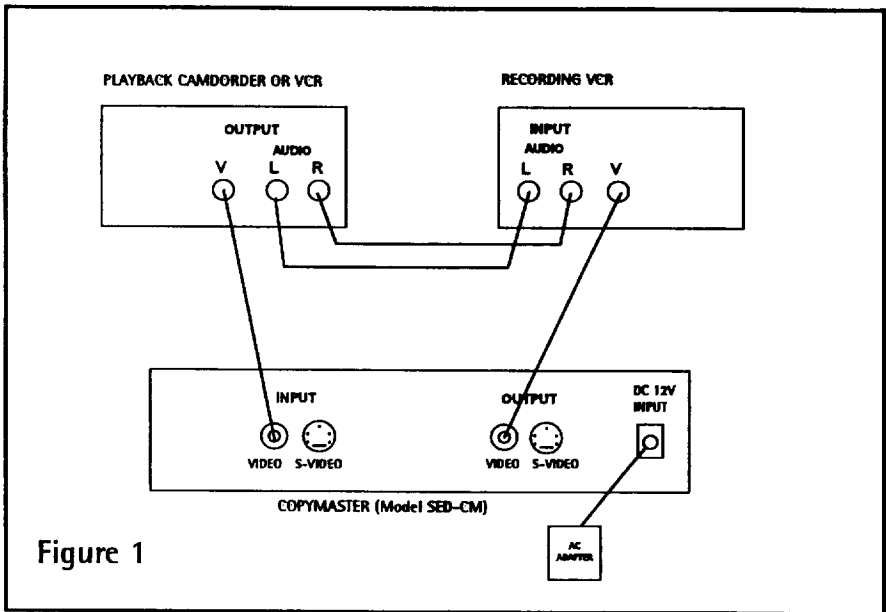 PLAYBACK CAMDORDER OR VCR
OUTPUT
AUDIO
V L R
RECORDING VCR
INPUT
AUDIO
L R V
INPUT
VIDEO S-VIDEO
OUTPUT
VIDEO S-VIDEO
DC 12V
INPUT
COPYMASTER (Model SED-CM)
AC
ADAPTER
Figure 1